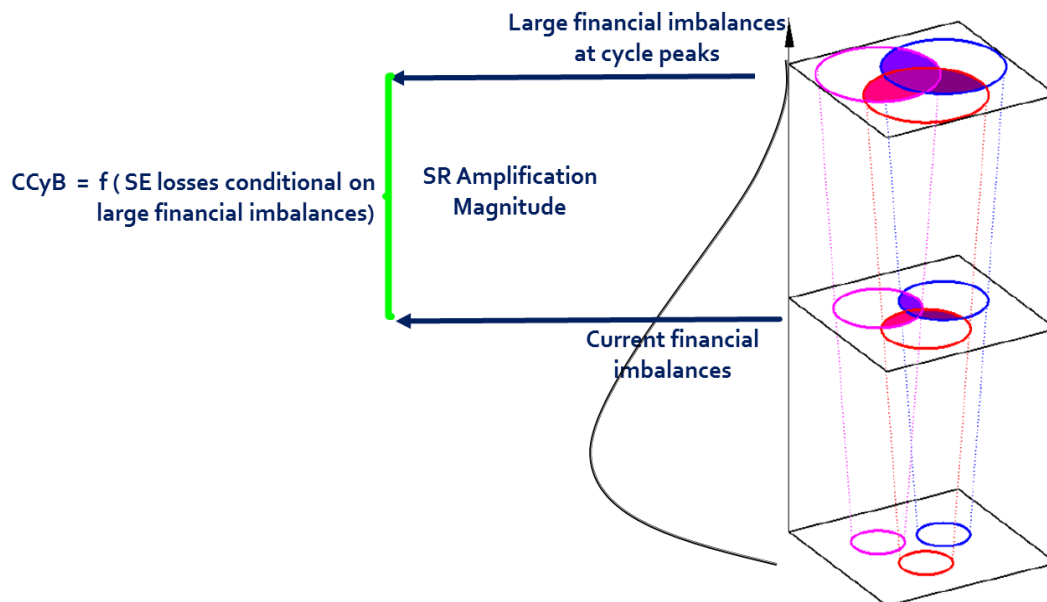 Large financial imbalances
at cycle peaks
CCyB = f ( SE losses conditional on
large financial imbalances)
SR Amplification
Magnitude
Current financial
imbalances